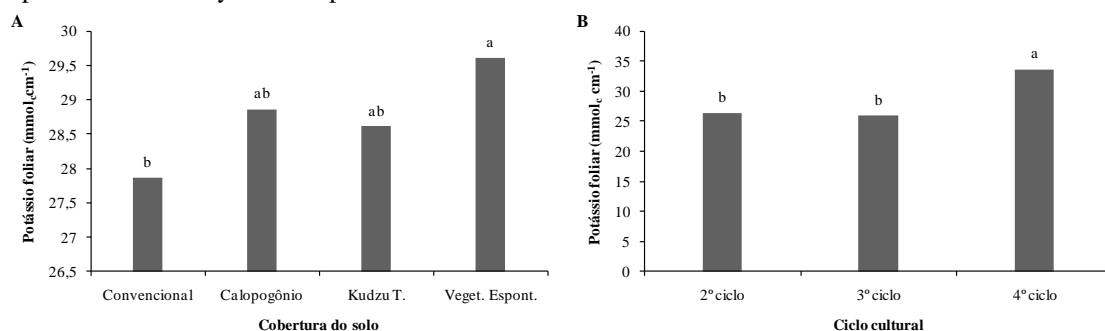 A
30
29,5
29
28,5
28
27,5
27
26,5
Potássio foliar (mmolccm-1)
b
ab
ab
a
Convencional Calopogônio Kudzu T. Veget. Espont.
Cobertura do solo
B
40
35
30
25
20
15
10
5
0
Potássio foliar (mmolc cm-1)
b
b
a
2º ciclo 3º ciclo 4º ciclo
Ciclo cultural